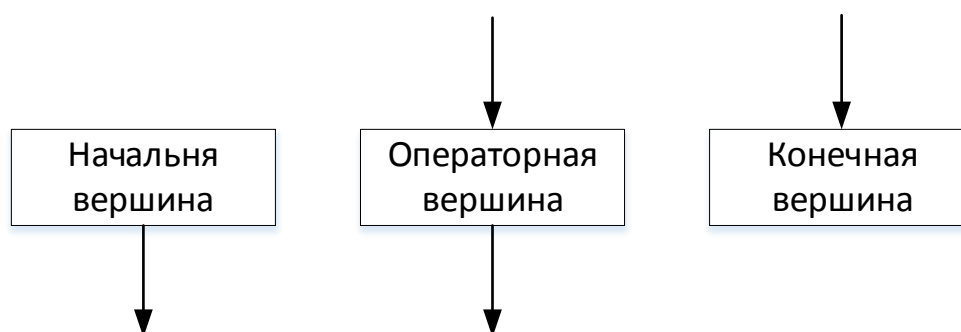 Начальня
вершина
Операторная
вершина
Конечная
вершина